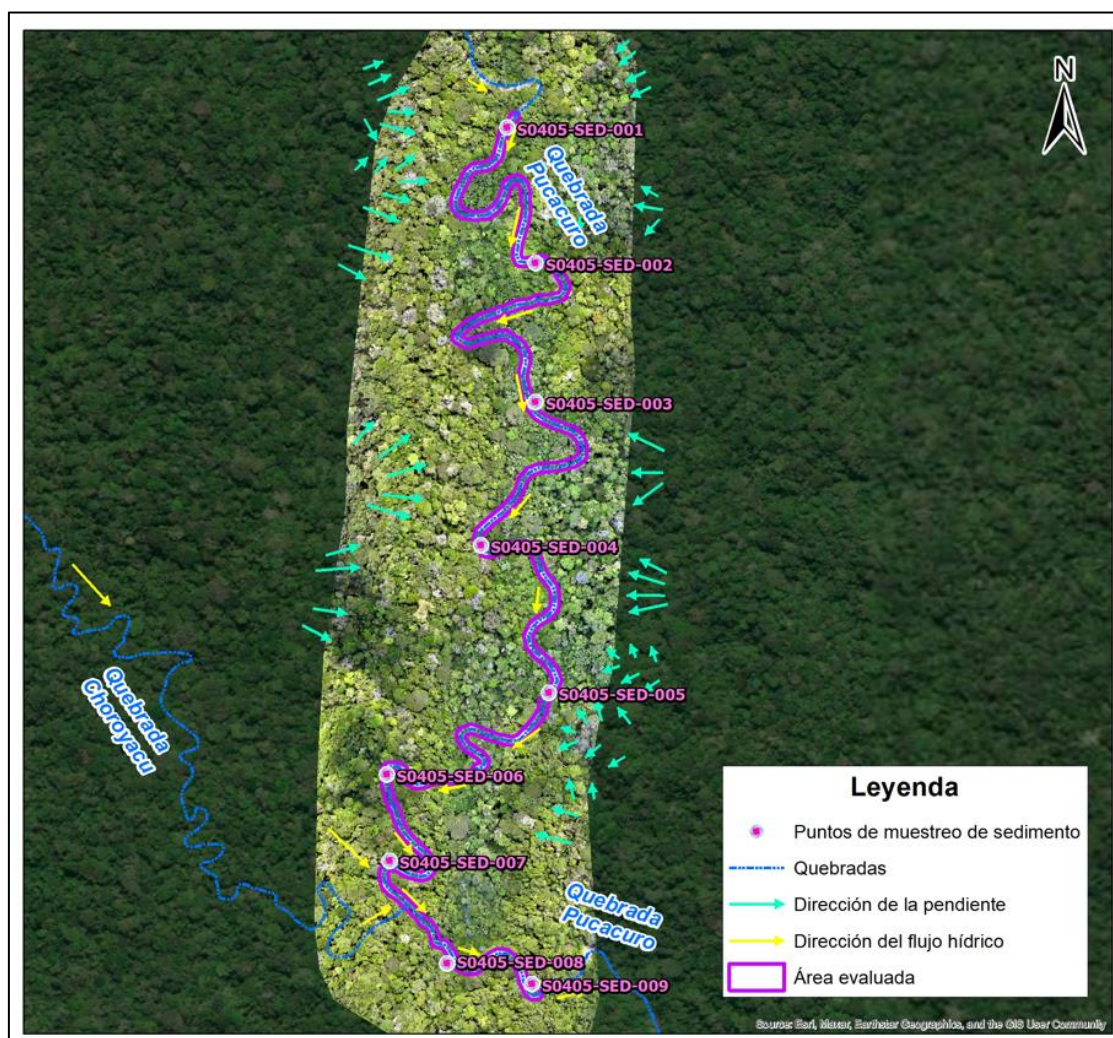 N
S0405-SED-001
Quebrada
Pucacuro
S0405-SED-002
S0405-SED-003
S0405-SED-004
S0405-SED-005
Quebrada
Choroyacu
S0405-SED-006
S0405-SED-007
Quebrada
Pucacuro
S0405-SED-008
S0405-SED-009
Leyenda
Puntos de muestreo de sedimento
Quebradas
Dirección de la pendiente
Dirección del flujo hídrico
Área evaluada
Source: Esri, Maxar, Earthstar Geographics, and the GIS User Community